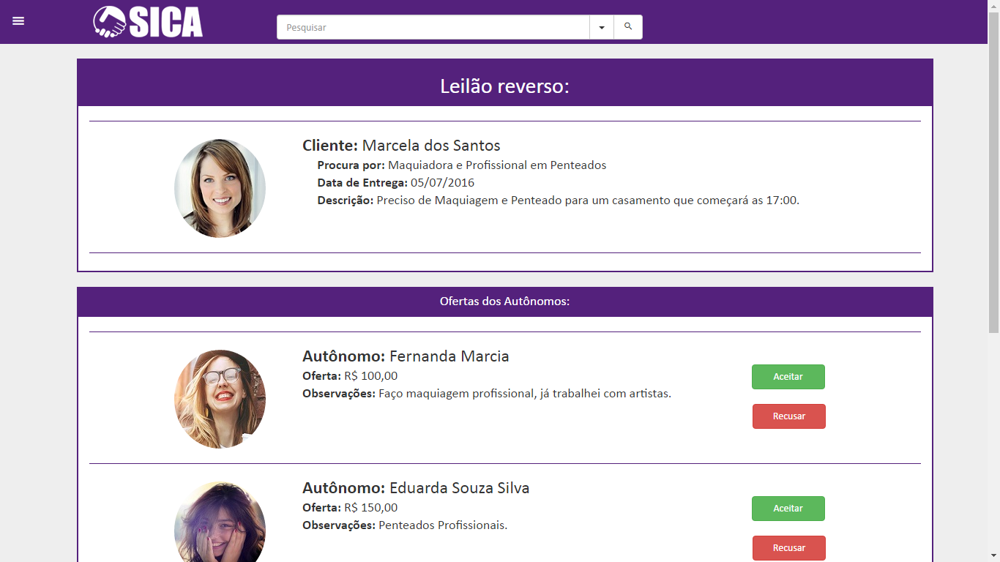 SICA
Pesquisar
Leilão reverso:
Cliente: Marcela dos Santos
Procura por: Maquiadora e Profissional em Penteados
Data de Entrega: 05/07/2016
Descrição: Preciso de Maquiagem e Penteado para um casamento que começará as 17:00.
Ofertas dos Autônomos:
Autônomo: Fernanda Marcia
Oferta: R$ 100,00
Observações: Faço maquiagem profissional, já trabalhei com artistas.
Aceitar
Recusar
Autônomo: Eduarda Souza Silva
Oferta: R$ 150,00
Observações: Penteados Profissionais.
Aceitar
Recusar